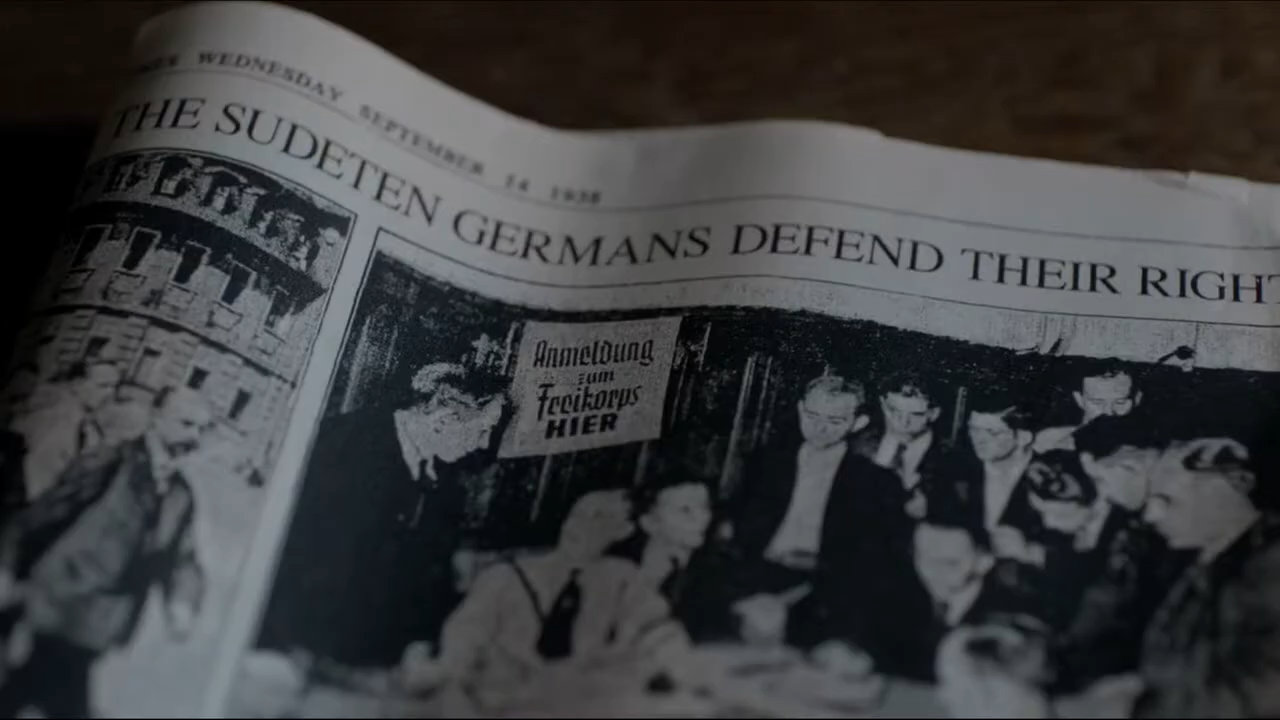 WEDNESDAY SEPTEMBER 14 1938
THE SUDETEN GERMANS DEFEND THEIR RIGHT
Anmeldung
zum
Freikorps
HIER